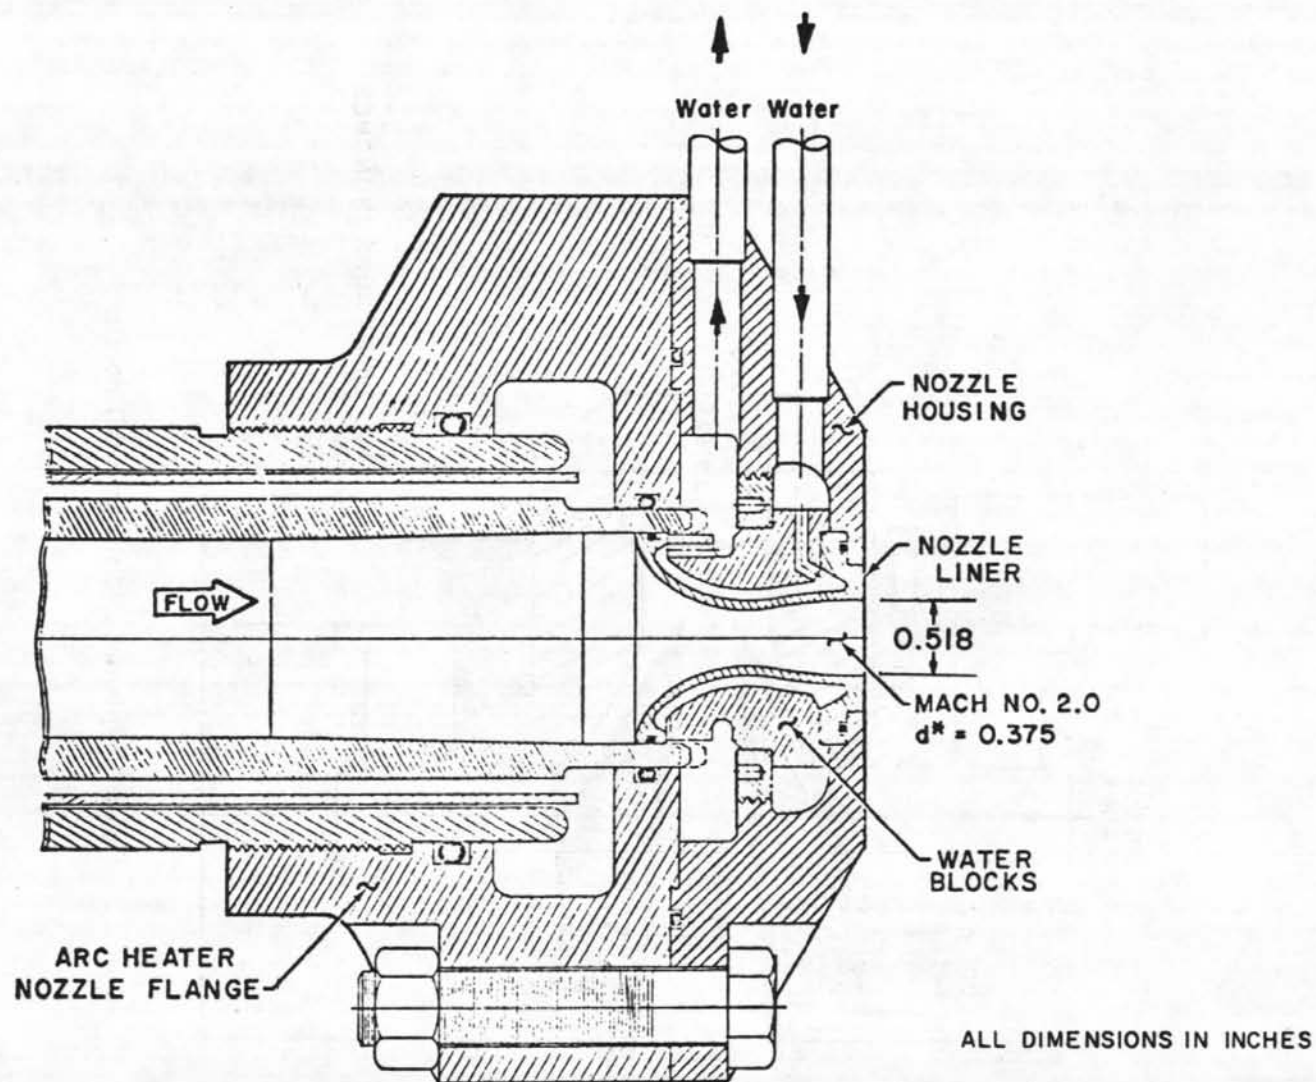 Water Water
NOZZLE
HOUSING
NOZZLE
LINER
FLOW
0.518
MACH NO. 2.0
d* = 0.375
WATER
BLOCKS
ARC HEATER
NOZZLE FLANGE
ALL DIMENSIONS IN INCHES